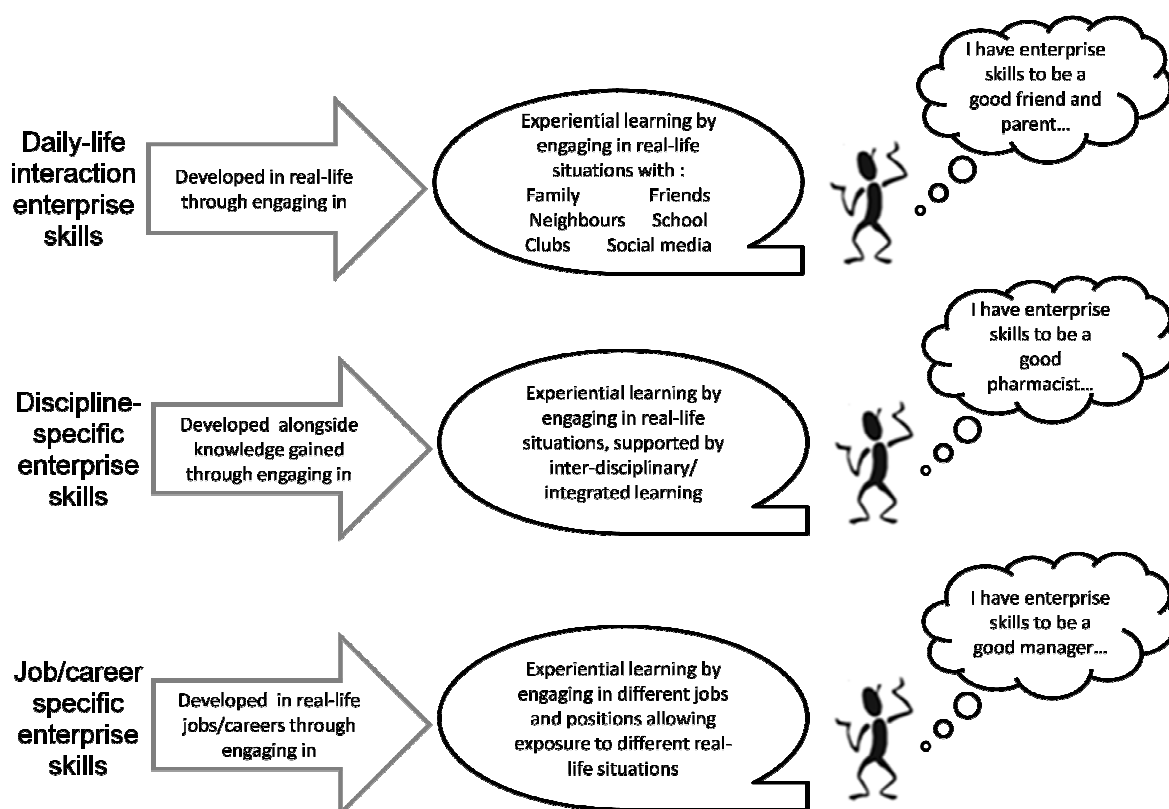 Daily-life
interaction
enterprise
skills
Developed in real-life
through engaging in
Experiential learning by
engaging in real-life
situations with :
Family Friends
Neighbours School
Clubs Social media
I have enterprise
skills to be a
good friend and
parent...
Discipline-
specific
enterprise
skills
Developed alongside
knowledge gained
through engaging in
Experiential learning by
engaging in real-life
situations, supported by
inter-disciplinary/
integrated learning
I have enterprise
skills to be a
good
pharmacist...
Job/career
specific
enterprise
skills
Developed in real-life
jobs/careers through
engaging in
Experiential learning by
engaging in different jobs
and positions allowing
exposure to different real-
life situations
I have enterprise
skills to be a
good manager...